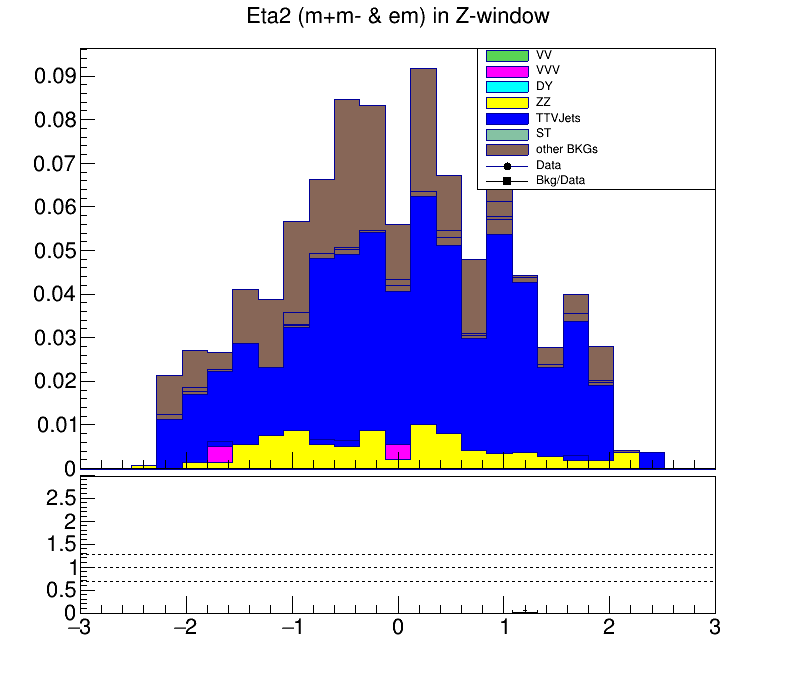 Eta2 (m+m- & em) in Z-window
0.09
0.08
0.07
0.06
0.05
0.04
0.03
0.02
0.01
0
VV
VVV
DY
ZZ
TTVJets
ST
other BKGs
Data
Bkg/Data
2.5
2
1.5
1
0.5
0
−3 −2 −1 0 1 2 3